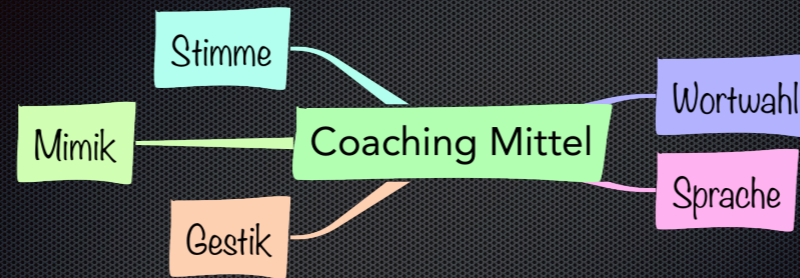 Stimme
Wortwahl
Mimik
Coaching Mittel
Sprache
Gestik